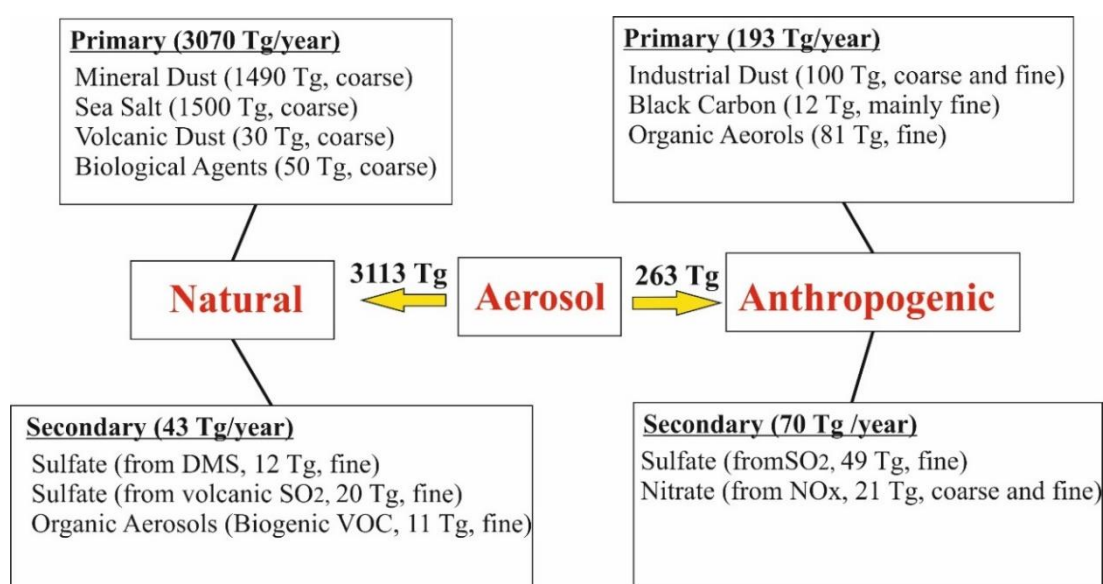 Primary (3070 Tg/year)
Mineral Dust (1490 Tg, coarse)
Sea Salt (1500 Tg, coarse)
Volcanic Dust (30 Tg, coarse)
Biological Agents (50 Tg, coarse)
Primary (193 Tg/year)
Industrial Dust (100 Tg, coarse and fine)
Black Carbon (12 Tg, mainly fine)
Organic Aeorols (81 Tg, fine)
Natural
3113 Tg
Aerosol
263 Tg
Anthropogenic
Secondary (43 Tg/year)
Sulfate (from DMS, 12 Tg, fine)
Sulfate (from volcanic SO2, 20 Tg, fine)
Organic Aerosols (Biogenic VOC, 11 Tg, fine)
Secondary (70 Tg /year)
Sulfate (fromSO2, 49 Tg, fine)
Nitrate (from NOx, 21 Tg, coarse and fine)